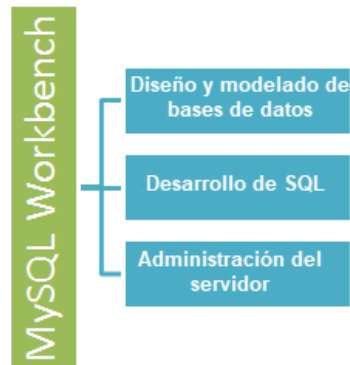 MySQL Workbench
Diseño y modelado de
bases de datos
Desarrollo de SQL
Administración del
servidor